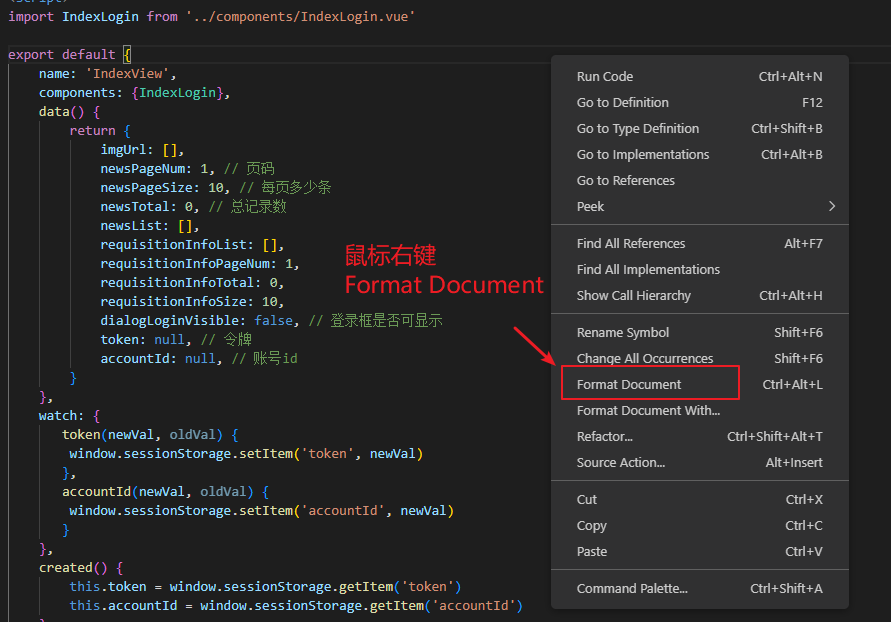 <script>
import IndexLogin from '../components/IndexLogin.vue'
export default {
name: 'IndexView',
components: {IndexLogin},
data() {
return {
imgUrl: [],
newsPageNum: 1, // 页码
newsPageSize: 10, // 每页多少条
newsTotal: 0, // 总记录数
newsList: [],
requisitionInfoList: [],
requisitionInfoPageNum: 1,
requisitionInfoTotal: 0,
requisitionInfoSize: 10,
dialogLoginVisible: false, // 登录框是否可显示
token: null, // 令牌
accountId: null, // 账号id
}
},
watch: {
token(newVal, oldVal) {
window.sessionStorage.setItem('token', newVal)
},
accountId(newVal, oldVal) {
window.sessionStorage.setItem('accountId', newVal)
}
},
created() {
this.token = window.sessionStorage.getItem('token')
this.accountId = window.sessionStorage.getItem('accountId')
鼠标右键
Format Document
Run Code Ctrl+Alt+N
Go to Definition F12
Go to Type Definition Ctrl+Shift+B
Go to Implementations Ctrl+Alt+B
Go to References
Peek
Find All References Alt+F7
Find All Implementations
Show Call Hierarchy Ctrl+Alt+H
Rename Symbol Shift+F6
Change All Occurrences Shift+F6
Format Document Ctrl+Alt+L
Format Document With...
Refactor... Ctrl+Shift+Alt+T
Source Action... Alt+Insert
Cut Ctrl+X
Copy Ctrl+C
Paste Ctrl+V
Command Palette... Ctrl+Shift+A